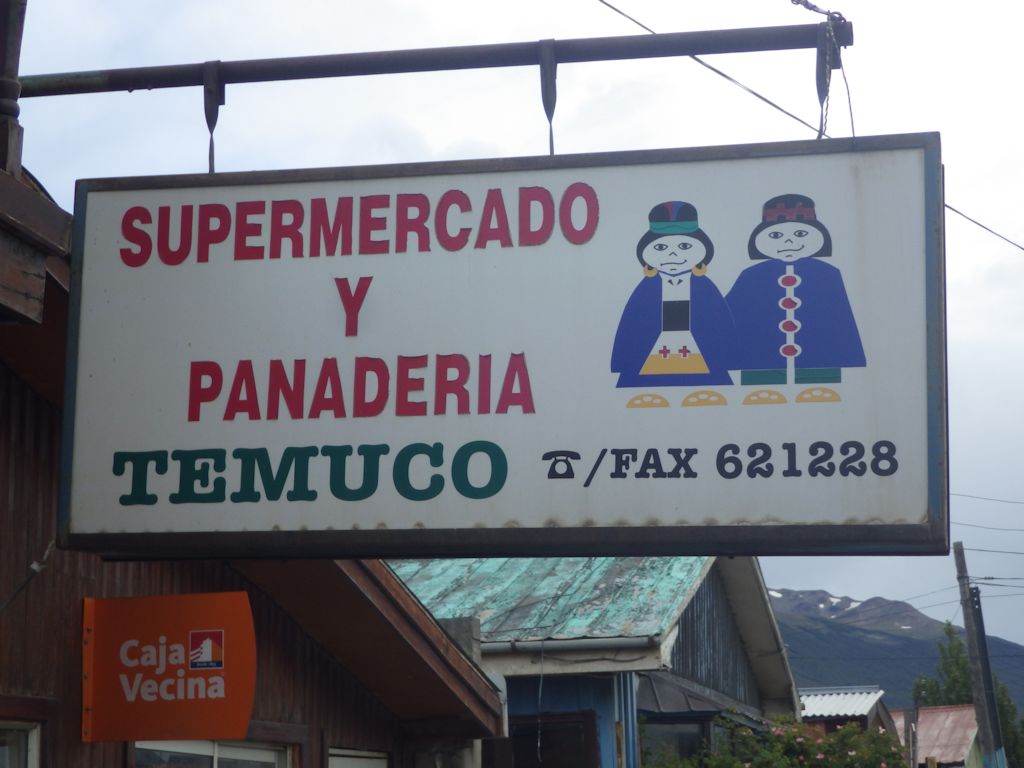 SUPERMERCADO
Y
PANADERIA
TEMUCO
☎/FAX 621228
Caja
Vecina